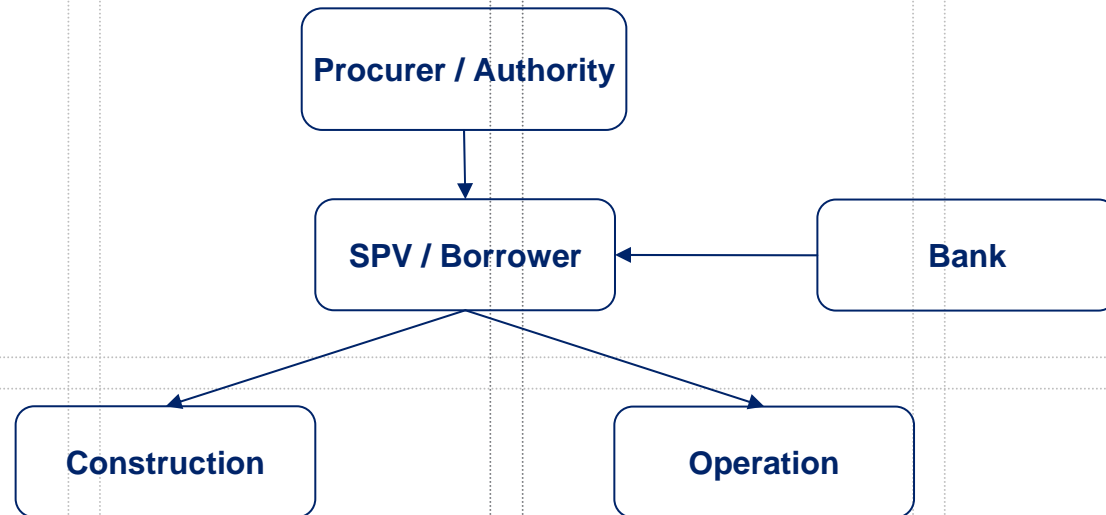 Procurer / Authority
SPV / Borrower
Bank
Construction
Operation